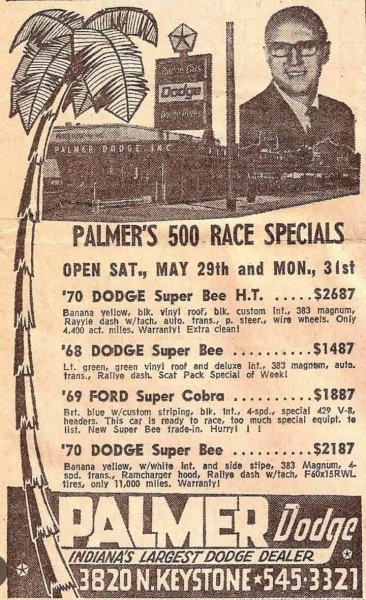 Dodge
PALMER DODGE INC
PALMER'S 500 RACE SPECIALS
OPEN SAT., MAY 29th and MON., 31st
'70 DODGE Super Bee H.T. ......$2687
Banana yellow, blk. vinyl roof, blk. custom int., 383 magnum,
Rayyle dash w/tach, auto. trans., p. steer., wire wheels. Only
4,400 act. miles. Warranty! Extra clean!
'68 DODGE Super Bee ..........$1487
Lt. green, green vinyl roof and deluxe int., 383 magnum, auto.
trans., Rallye dash. Scat Pack Special of Week!
'69 FORD Super Cobra .........$1887
Brt. blue w/custom striping, blk. int., 4-spd., special 429 V-8,
headers. This car is ready to race, too much special equipt. to
list. New Super Bee trade-in. Hurry! ! !
'70 DODGE Super Bee ..........$2187
Banana yellow, w/white int. and side stipe, 383 Magnum, 4-
spd. trans., Ramcharger hood, Rallye dash w/tach, F60x15RWL
tires, only 11,000 miles. Warranty!
PALMER Dodge
INDIANA'S LARGEST DODGE DEALER
3820 N. KEYSTONE ★ 545-3321